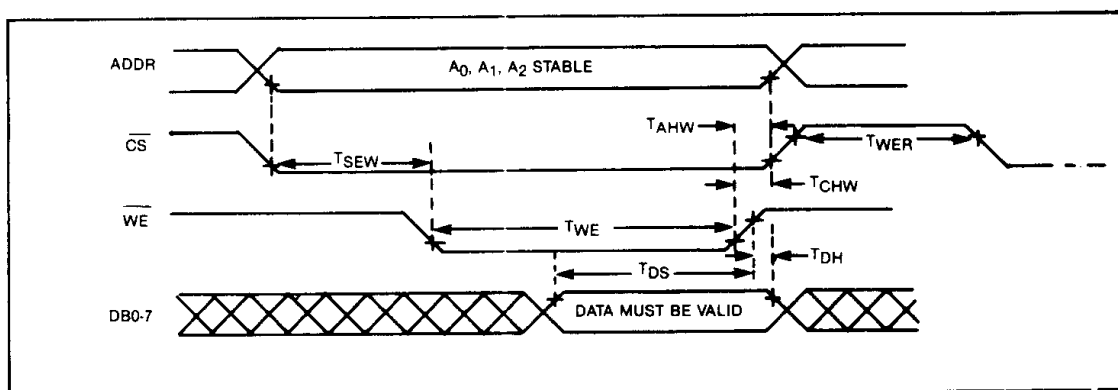 ADDR
A0, A1, A2 STABLE
TAHW
CS
TSEW
TWER
TCHW
WE
TWE
TDH
TDS
DB0-7
DATA MUST BE VALID